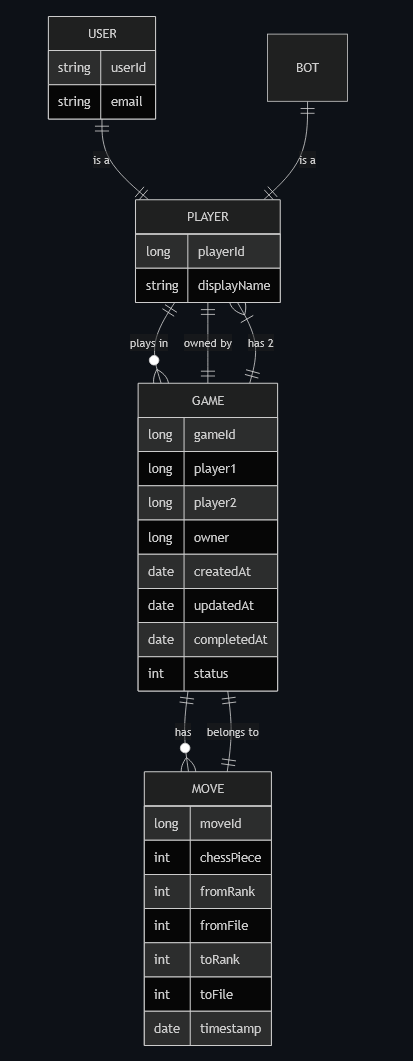 USER
string userId
string email
BOT
is a
is a
PLAYER
long playerId
string displayName
plays in
owned by
has 2
GAME
long gameId
long player1
long player2
long owner
date createdAt
date updatedAt
date completedAt
int status
has
belongs to
MOVE
long moveId
int chessPiece
int fromRank
int fromFile
int toRank
int toFile
date timestamp